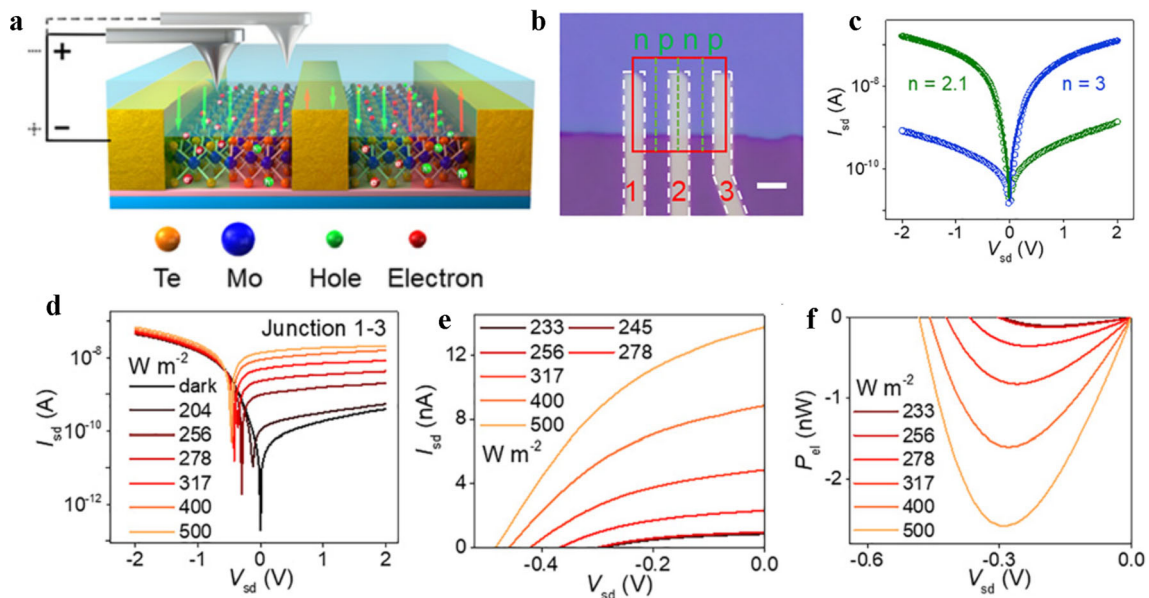 a
+
−
Te Mo Hole Electron
b
n p n p
1 2 3
c
n = 2.1 n = 3
10⁻⁸
10⁻¹⁰
I_sd (A)
-2 -1 0 1 2
V_sd (V)
d
Junction 1-3
W m⁻²
dark
204
256
278
317
400
500
10⁻⁸
10⁻¹⁰
10⁻¹²
I_sd (A)
-2 -1 0 1 2
V_sd (V)
e
233 245
256 278
317
400
500
W m⁻²
12
8
4
0
I_sd (nA)
-0.4 -0.2 0.0
V_sd (V)
f
W m⁻²
233
256
278
317
400
500
0
-1
-2
P_el (nW)
-0.6 -0.3 0.0
V_sd (V)